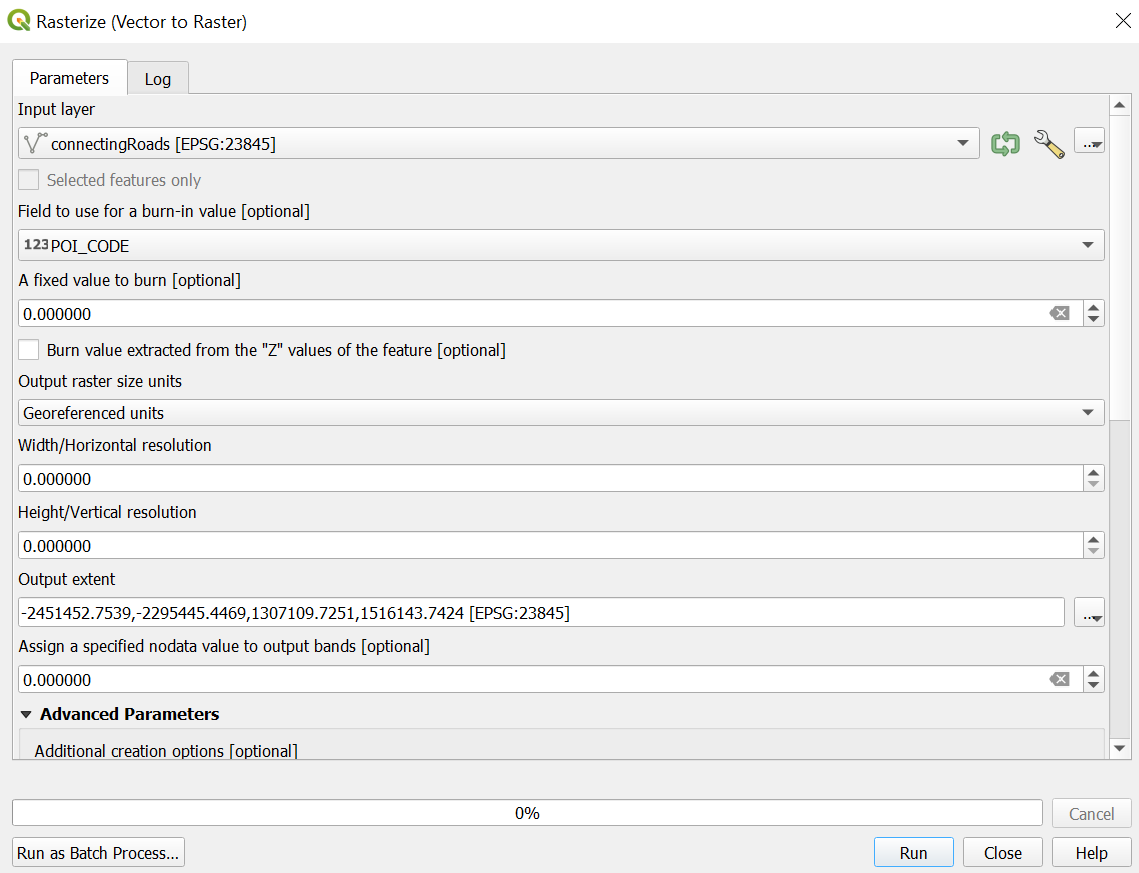 Rasterize (Vector to Raster)
Parameters
Log
Input layer
connectingRoads [EPSG:23845]
...
Selected features only
Field to use for a burn-in value [optional]
123 POI_CODE
A fixed value to burn [optional]
0.000000
Burn value extracted from the "Z" values of the feature [optional]
Output raster size units
Georeferenced units
Width/Horizontal resolution
0.000000
Height/Vertical resolution
0.000000
Output extent
-2451452.7539,-2295445.4469,1307109.7251,1516143.7424 [EPSG:23845]
...
Assign a specified nodata value to output bands [optional]
0.000000
Advanced Parameters
Additional creation options [optional]
0%
Cancel
Run as Batch Process...
Run
Close
Help